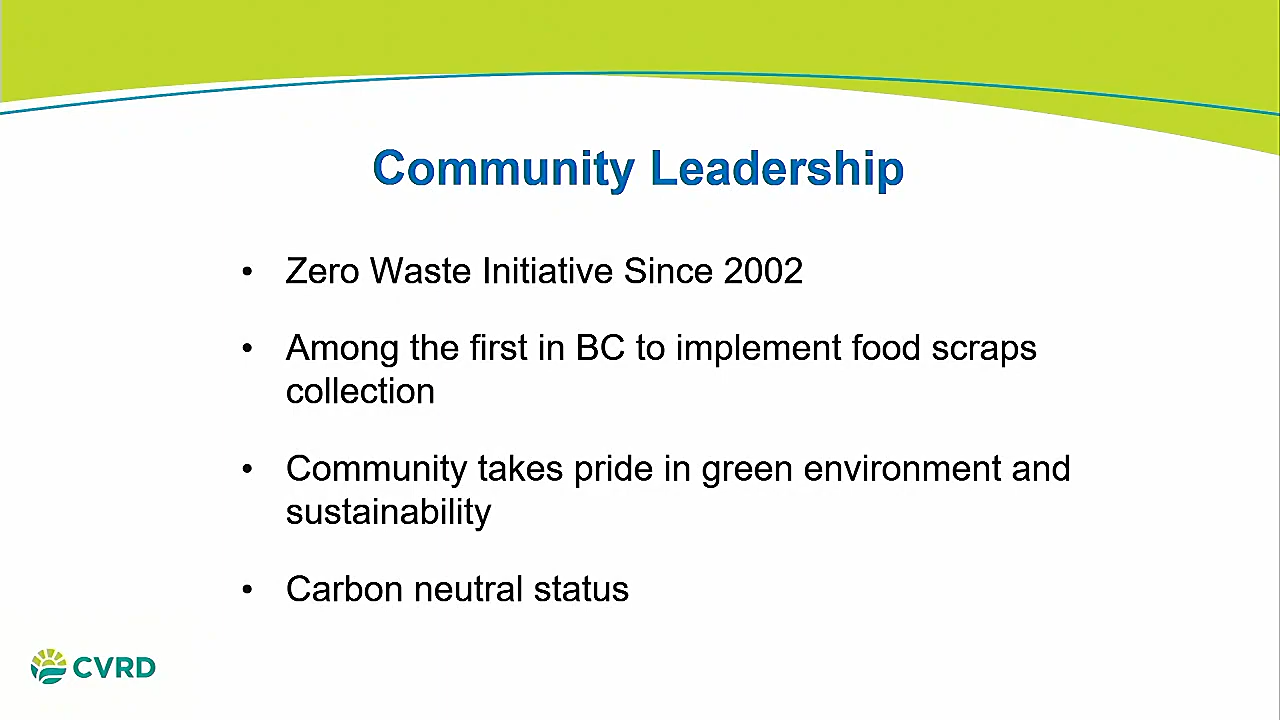 Community Leadership
• Zero Waste Initiative Since 2002
• Among the first in BC to implement food scraps
collection
• Community takes pride in green environment and
sustainability
• Carbon neutral status
CVRD